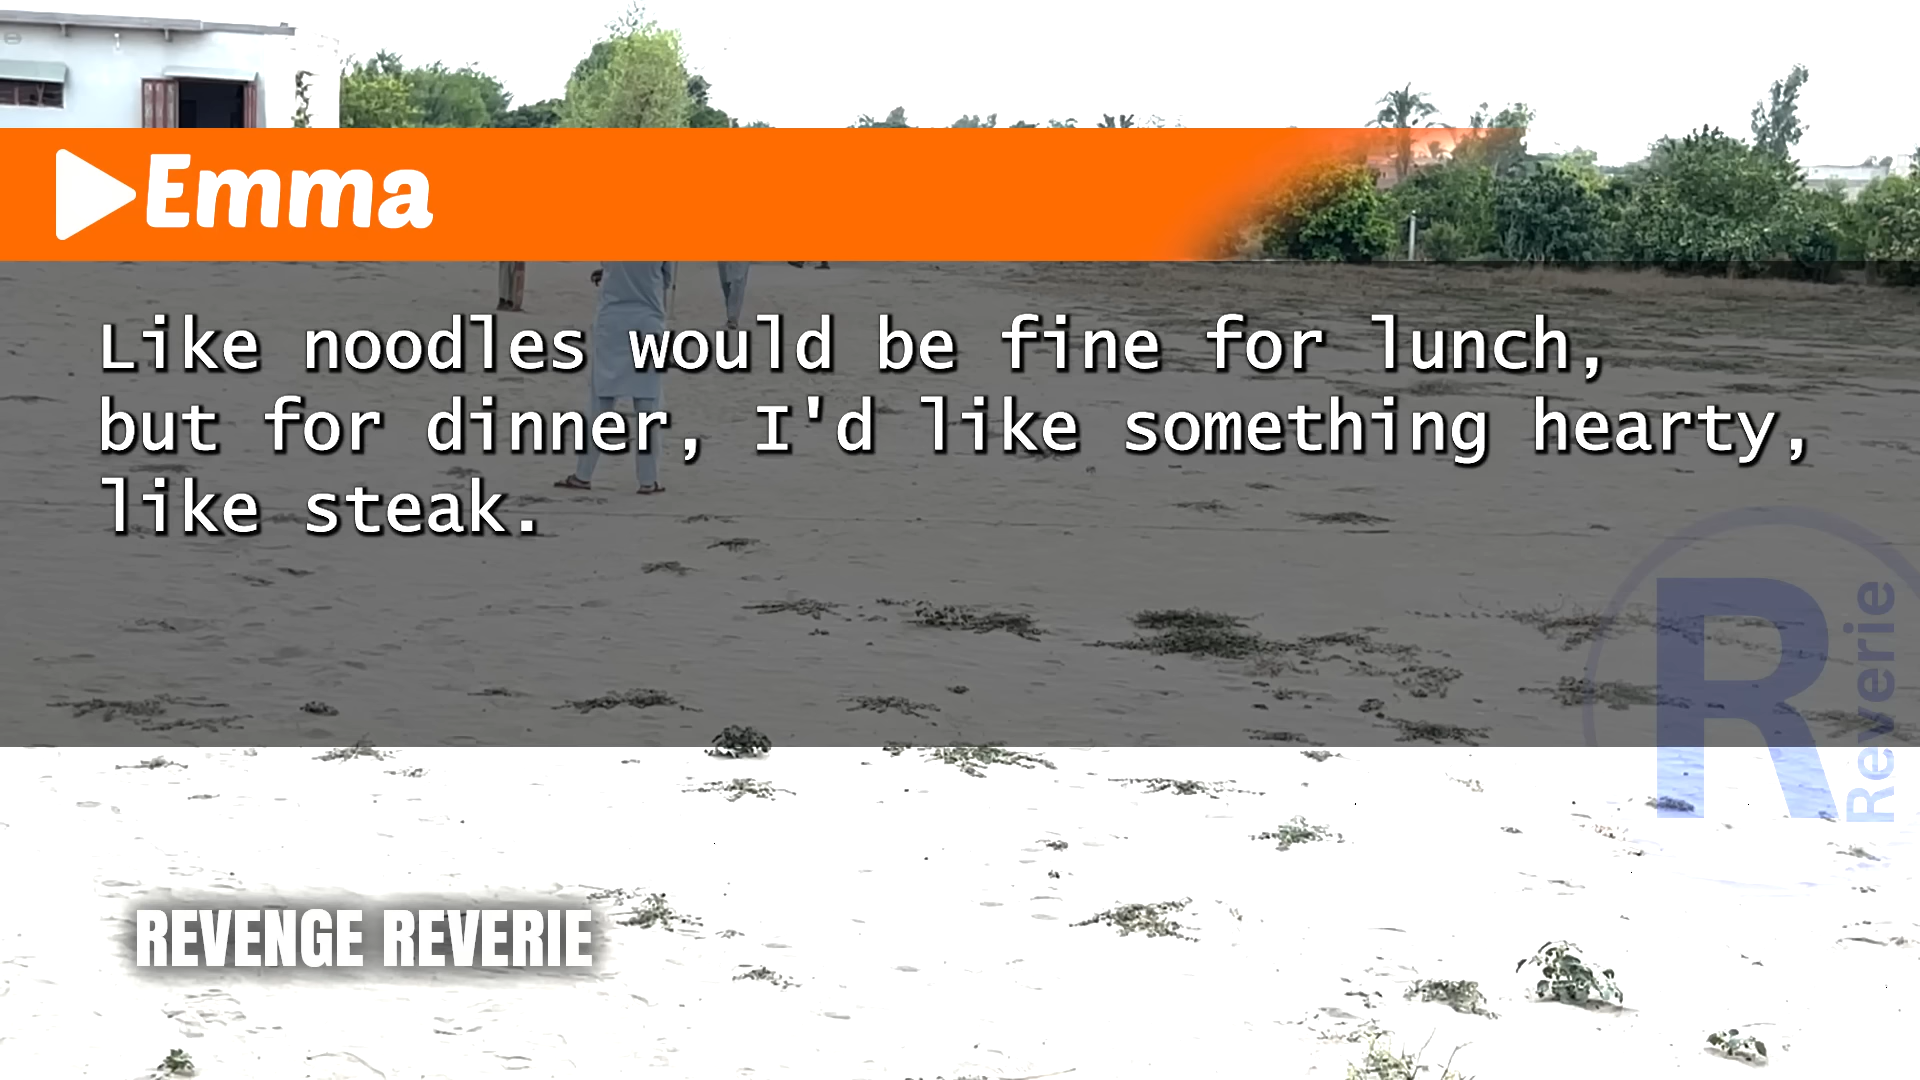 Emma
Like noodles would be fine for lunch,
but for dinner, I'd like something hearty,
like steak.
R
Reverie
REVENGE REVERIE